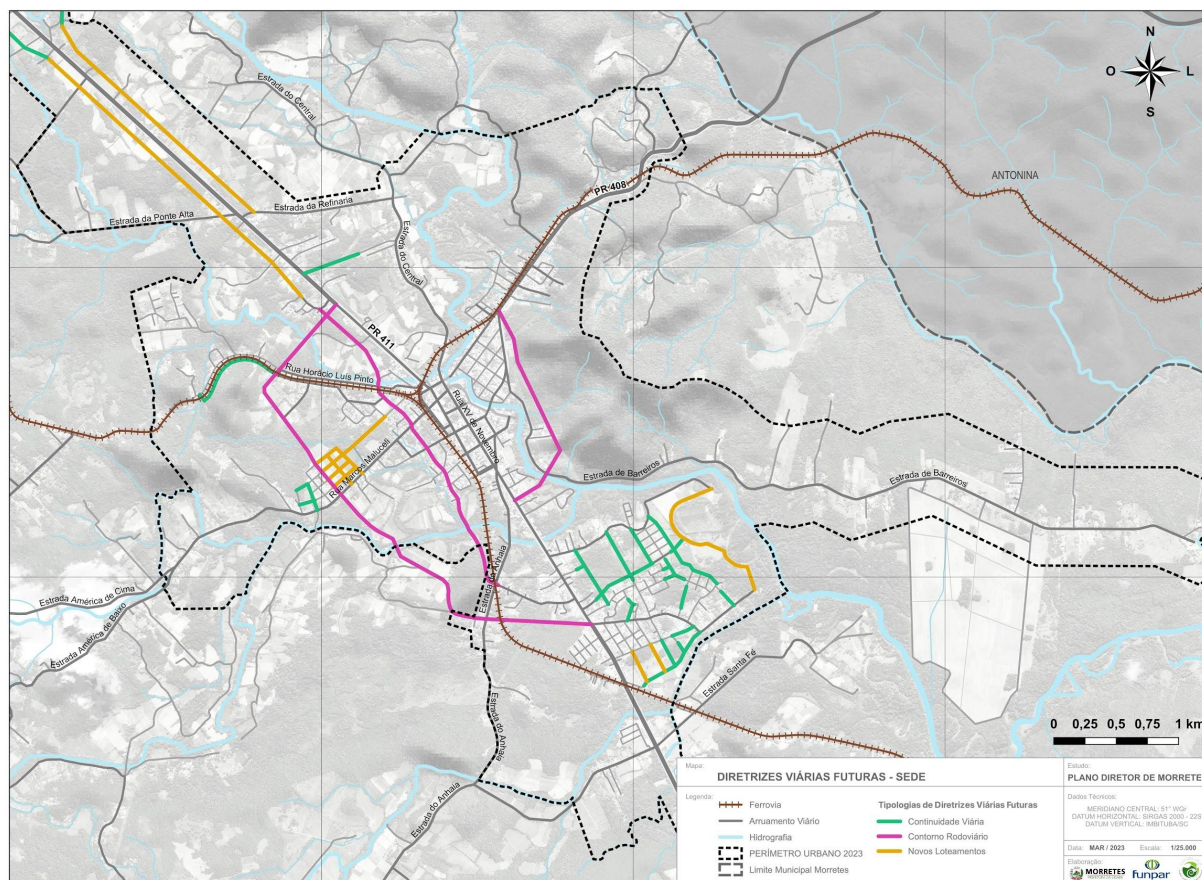 N
O
L
S
Estrada do Central
PR 408
ANTONINA
Estrada da Ponte Alta
Estrada da Refinaria
Estrada do Central
PR 411
Rua Horácio Luís Pinto
Rua XV de Novembro
Rua Marcos Malucelli
Estrada de Barreiros
Estrada de Barreiros
Estrada do Anhaia
Estrada América de Cima
Estrada América de Baixo
Estrada Santa Fé
Estrada do Anhaia
Estrada do Anhaia
0 0,25 0,5 0,75 1 km
Mapa:
DIRETRIZES VIÁRIAS FUTURAS - SEDE
Legenda:
Ferrovia
Arruamento Viário
Hidrografia
PERÍMETRO URBANO 2023
Limite Municipal Morretes
Tipologias de Diretrizes Viárias Futuras
Continuidade Viária
Contorno Rodoviário
Novos Loteamentos
Estudo:
PLANO DIRETOR DE MORRETE
Dados Técnicos:
MERIDIANO CENTRAL: 51° WGr
DATUM HORIZONTAL: SIRGAS 2000 - 22S
DATUM VERTICAL: IMBITUBA/SC
Data: MAR / 2023 Escala: 1/25.000
Elaboração:
MORRETES
funpar